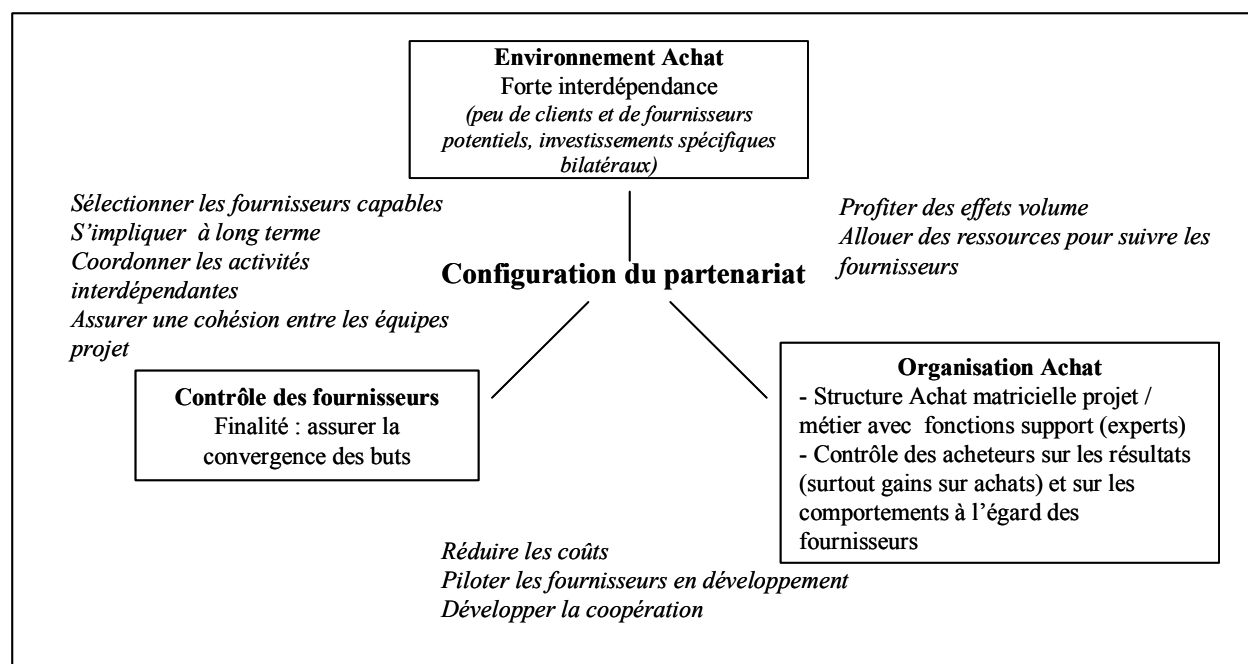 Environnement Achat
Forte interdépendance
(peu de clients et de fournisseurs
potentiels, investissements spécifiques
bilatéraux)
Sélectionner les fournisseurs capables
S’impliquer à long terme
Coordonner les activités
interdépendantes
Assurer une cohésion entre les équipes
projet
Profiter des effets volume
Allouer des ressources pour suivre les
fournisseurs
Configuration du partenariat
Contrôle des fournisseurs
Finalité : assurer la
convergence des buts
Organisation Achat
- Structure Achat matricielle projet /
métier avec fonctions support (experts)
- Contrôle des acheteurs sur les résultats
(surtout gains sur achats) et sur les
comportements à l’égard des
fournisseurs
Réduire les coûts
Piloter les fournisseurs en développement
Développer la coopération